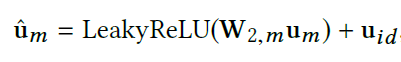 û_m = LeakyReLU(W_{2,m}u_m) + u_{id}